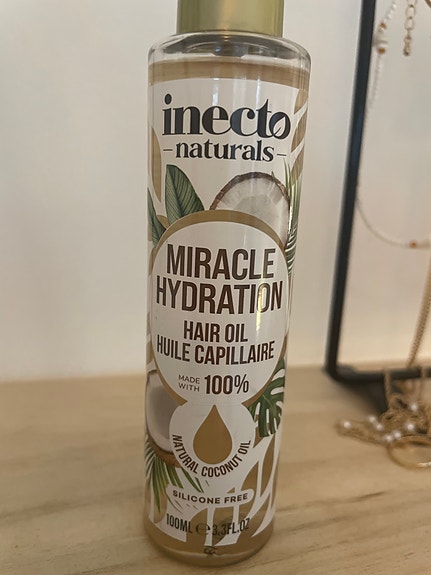 inecto
-naturals-
MIRACLE
HYDRATION
HAIR OIL
HUILE CAPILLAIRE
MADE
WITH 100%
NATURAL COCONUT OIL
SILICONE FREE
100ML ℮ 3.3FL.OZ